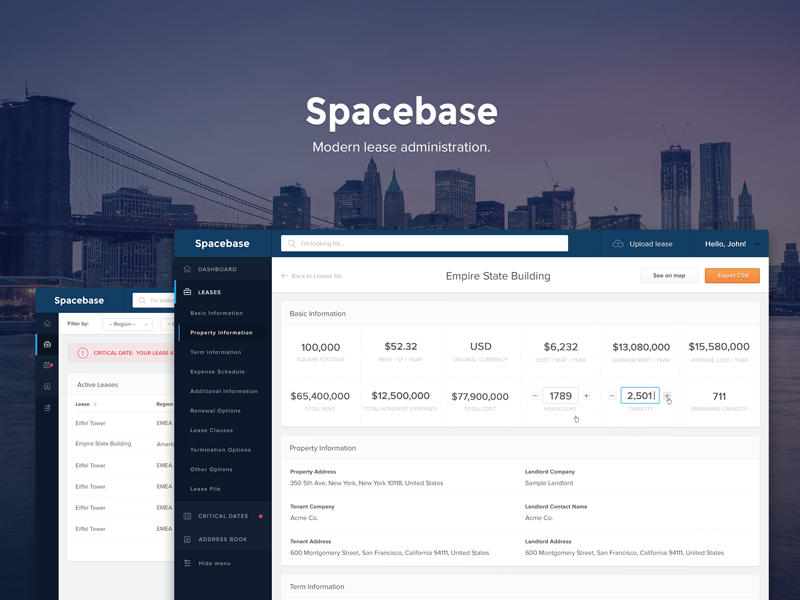 Spacebase
Modern lease administration.
Spacebase
I'm looking for...
Upload lease
Hello, John!
DASHBOARD
LEASES
Basic Information
Property Information
Term information
Expense Schedule
Additional Information
Renewal Options
Lease Clauses
Termination Options
Other Options
Lease File
CRITICAL DATES
ADDRESS BOOK
Hide menu
Back to Leases list
Empire State Building
See on map
Export CSV
Basic Information
100,000
SQUARE FOOTAGE
$52.32
RENT / SF / YEAR
USD
ORIGINAL CURRENCY
$6,232
COST / SEAT / YEAR
$13,080,000
AVERAGE RENT / YEAR
$15,580,000
AVERAGE COST / YEAR
$65,400,000
TOTAL RENT
$12,500,000
TOTAL NON-RENT EXPENSES
$77,900,000
TOTAL COST
− 1789 +
HEADCOUNT
− 2,501 +
CAPACITY
711
REMAINING CAPACITY
Property Information
Property Address
350 5th Ave, New York, New York 10118, United States
Landlord Company
Sample Landlord
Tenant Company
Acme Co.
Landlord Contact Name
Acme Co.
Tenant Address
600 Montgomery Street, San Francisco, California 94111, United States
Landlord Address
600 Montgomery Street, San Francisco, California 94111, United States
Term Information
Spacebase
I'm looki
Filter by:
-- Region --
CRITICAL DATE: YOUR LEASE A
Active Leases
Lease
Region
Eiffel Tower
EMEA
Empire State Building
Americ
Eiffel Tower
EMEA
Eiffel Tower
EMEA
Eiffel Tower
EMEA
Eiffel Tower
EMEA